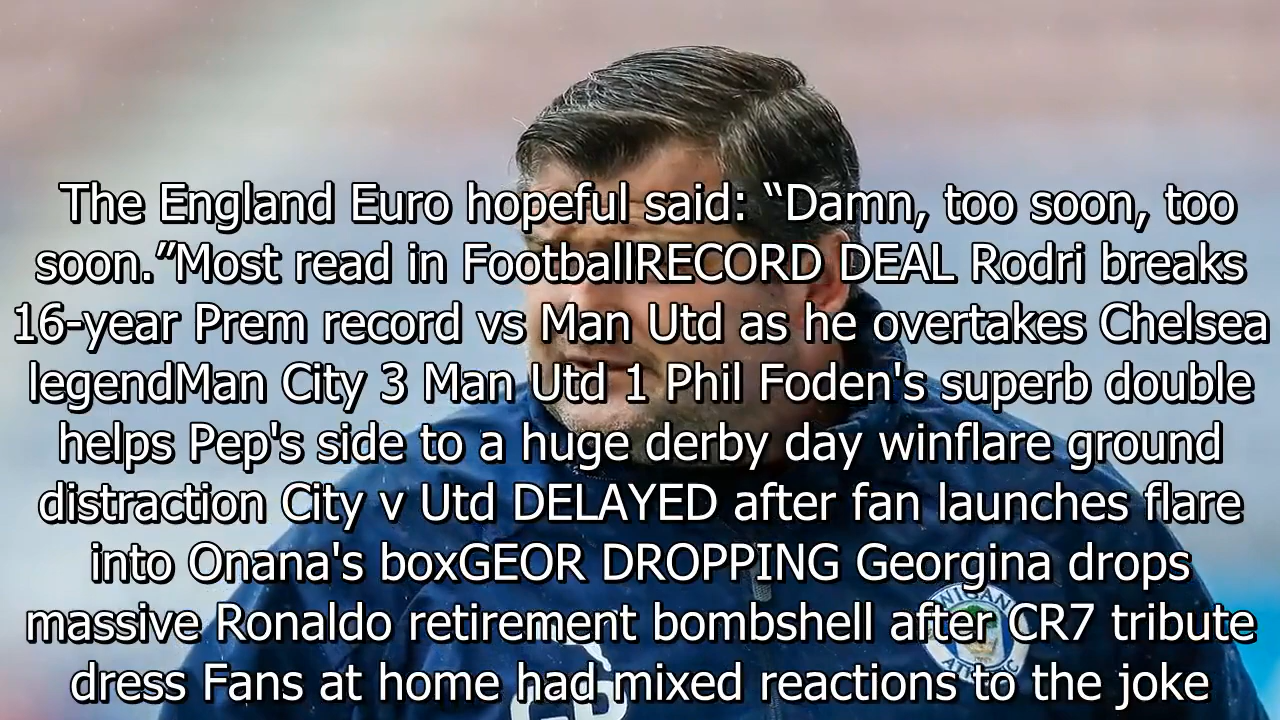 The England Euro hopeful said: “Damn, too soon, too
soon.”Most read in FootballRECORD DEAL Rodri breaks
16-year Prem record vs Man Utd as he overtakes Chelsea
legendMan City 3 Man Utd 1 Phil Foden's superb double
helps Pep's side to a huge derby day winflare ground
distraction City v Utd DELAYED after fan launches flare
into Onana's boxGEOR DROPPING Georgina drops
massive Ronaldo retirement bombshell after CR7 tribute
dress Fans at home had mixed reactions to the joke